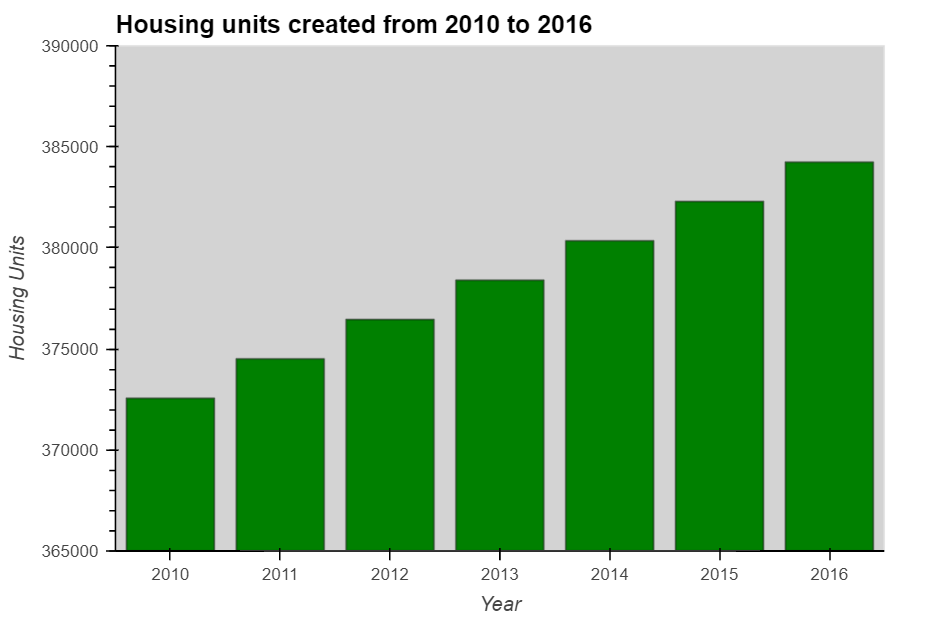 Housing units created from 2010 to 2016
390000
385000
380000
375000
370000
365000
Housing Units
2010 2011 2012 2013 2014 2015 2016
Year